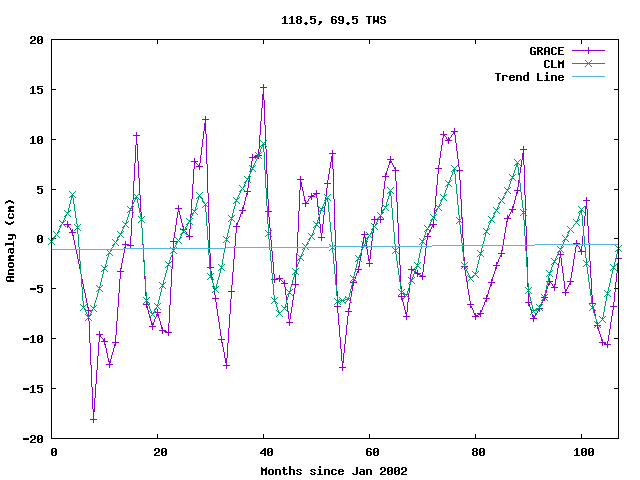 118.5, 69.5 TWS
GRACE
CLM
Trend Line
Anomaly (cm)
20
15
10
5
0
-5
-10
-15
-20
0 20 40 60 80 100
Months since Jan 2002